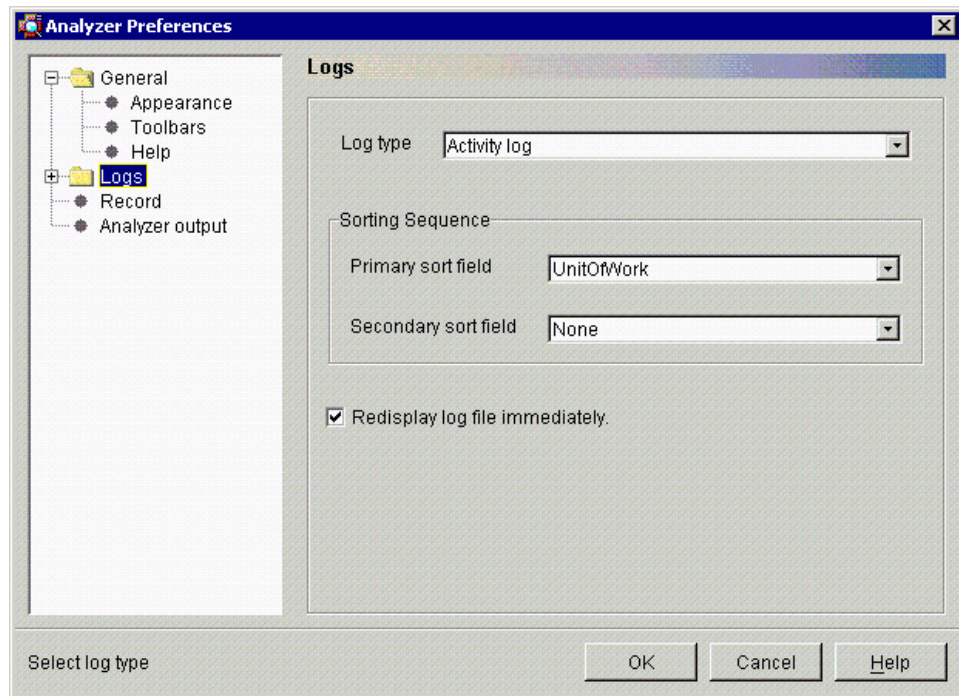 Analyzer Preferences
General
Appearance
Toolbars
Help
Logs
Record
Analyzer output
Logs
Log type Activity log
Sorting Sequence
Primary sort field UnitOfWork
Secondary sort field None
Redisplay log file immediately.
Select log type
OK Cancel Help